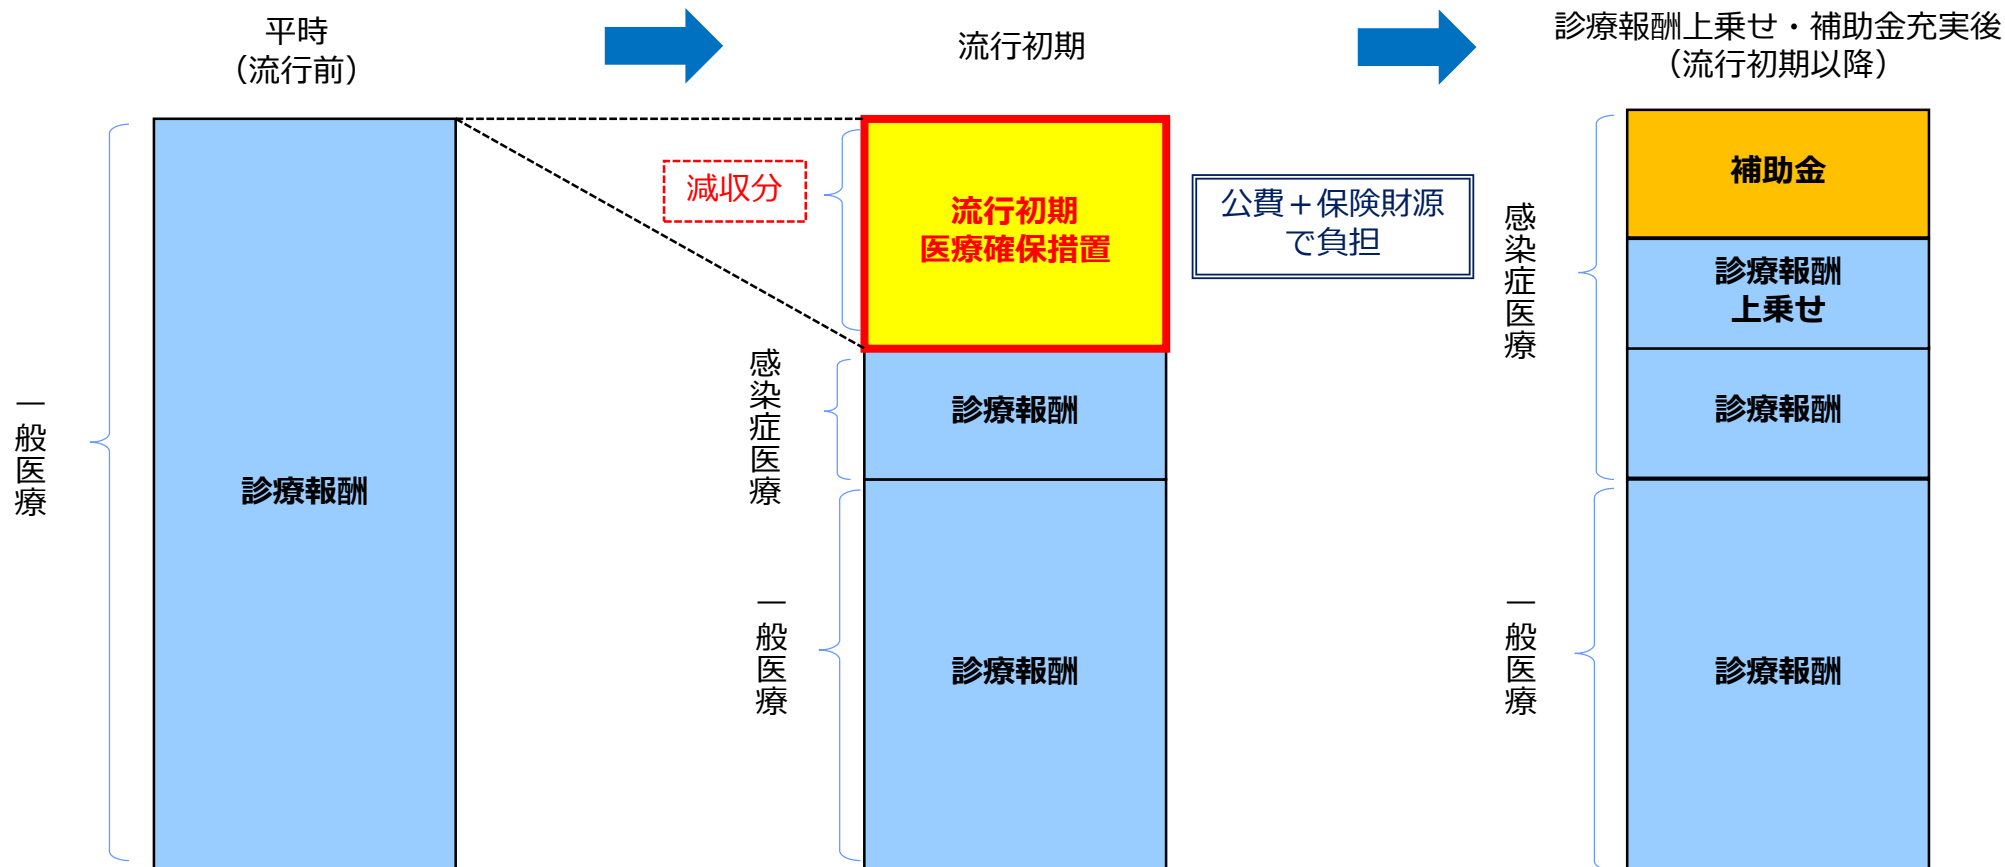 平時
（流行前）
流行初期
診療報酬上乗せ・補助金充実後
（流行初期以降）
一般医療
診療報酬
減収分
流行初期
医療確保措置
公費＋保険財源
で負担
感染症医療
診療報酬
一般医療
診療報酬
感染症医療
補助金
診療報酬
上乗せ
診療報酬
一般医療
診療報酬